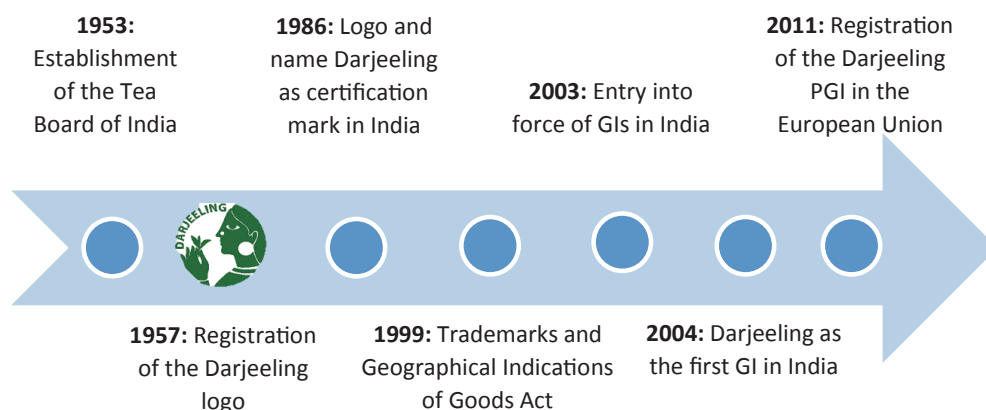 1953:
Establishment
of the Tea
Board of India
1986: Logo and
name Darjeeling
as certification
mark in India
2003: Entry into
force of GIs in India
2011: Registration
of the Darjeeling
PGI in the
European Union
DARJEELING
1957: Registration
of the Darjeeling
logo
1999: Trademarks and
Geographical Indications
of Goods Act
2004: Darjeeling as
the first GI in India